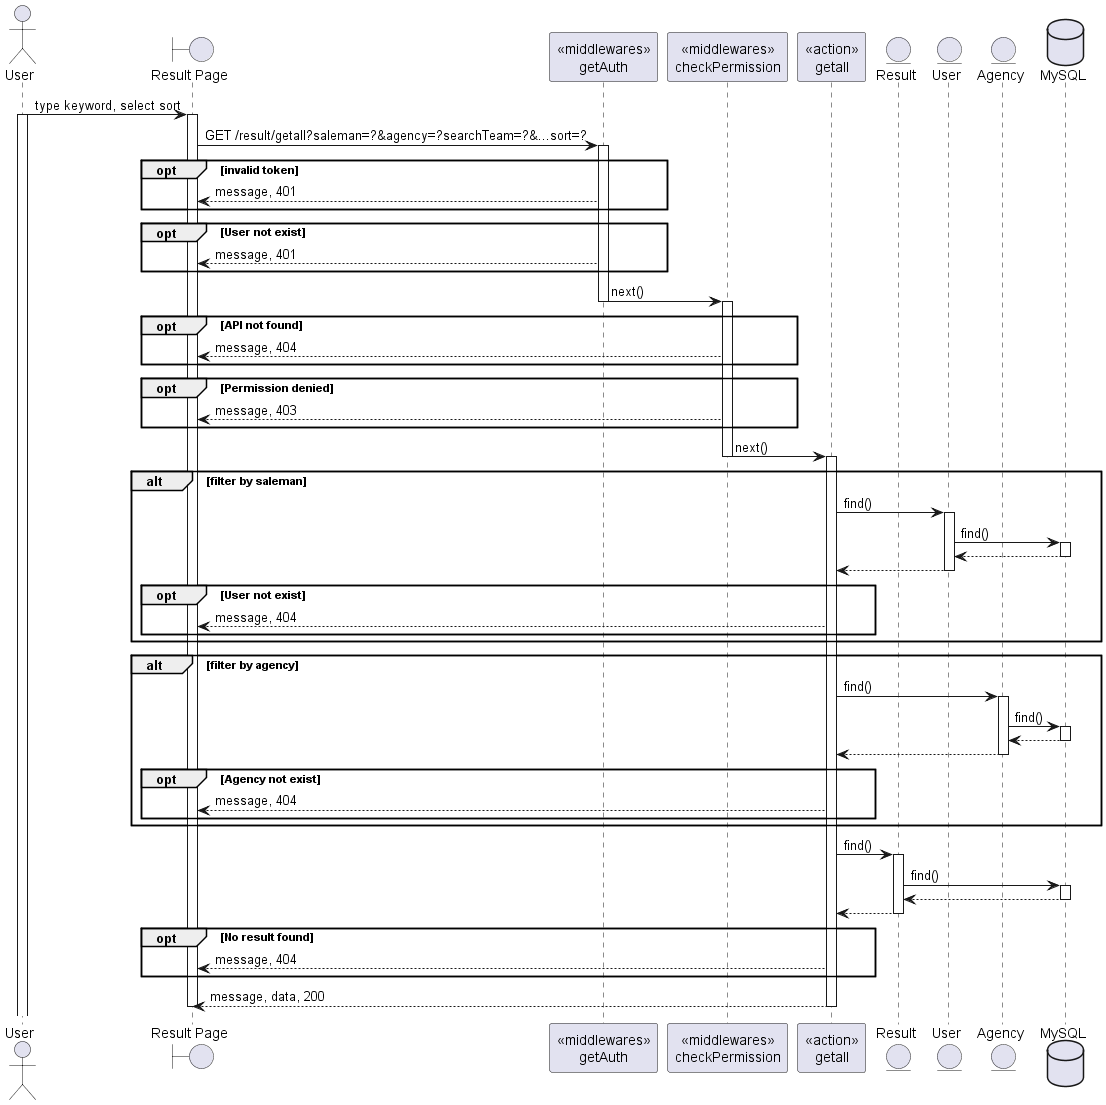 User
Result Page
«middlewares»
getAuth
«middlewares»
checkPermission
«action»
getall
Result
User
Agency
MySQL
type keyword, select sort
GET /result/getall?saleman=?&agency=?searchTeam=?&...sort=?
opt
[invalid token]
message, 401
opt
[User not exist]
message, 401
next()
opt
[API not found]
message, 404
opt
[Permission denied]
message, 403
next()
alt
[filter by saleman]
find()
find()
opt
[User not exist]
message, 404
alt
[filter by agency]
find()
find()
opt
[Agency not exist]
message, 404
find()
find()
opt
[No result found]
message, 404
message, data, 200
User
Result Page
«middlewares»
getAuth
«middlewares»
checkPermission
«action»
getall
Result
User
Agency
MySQL